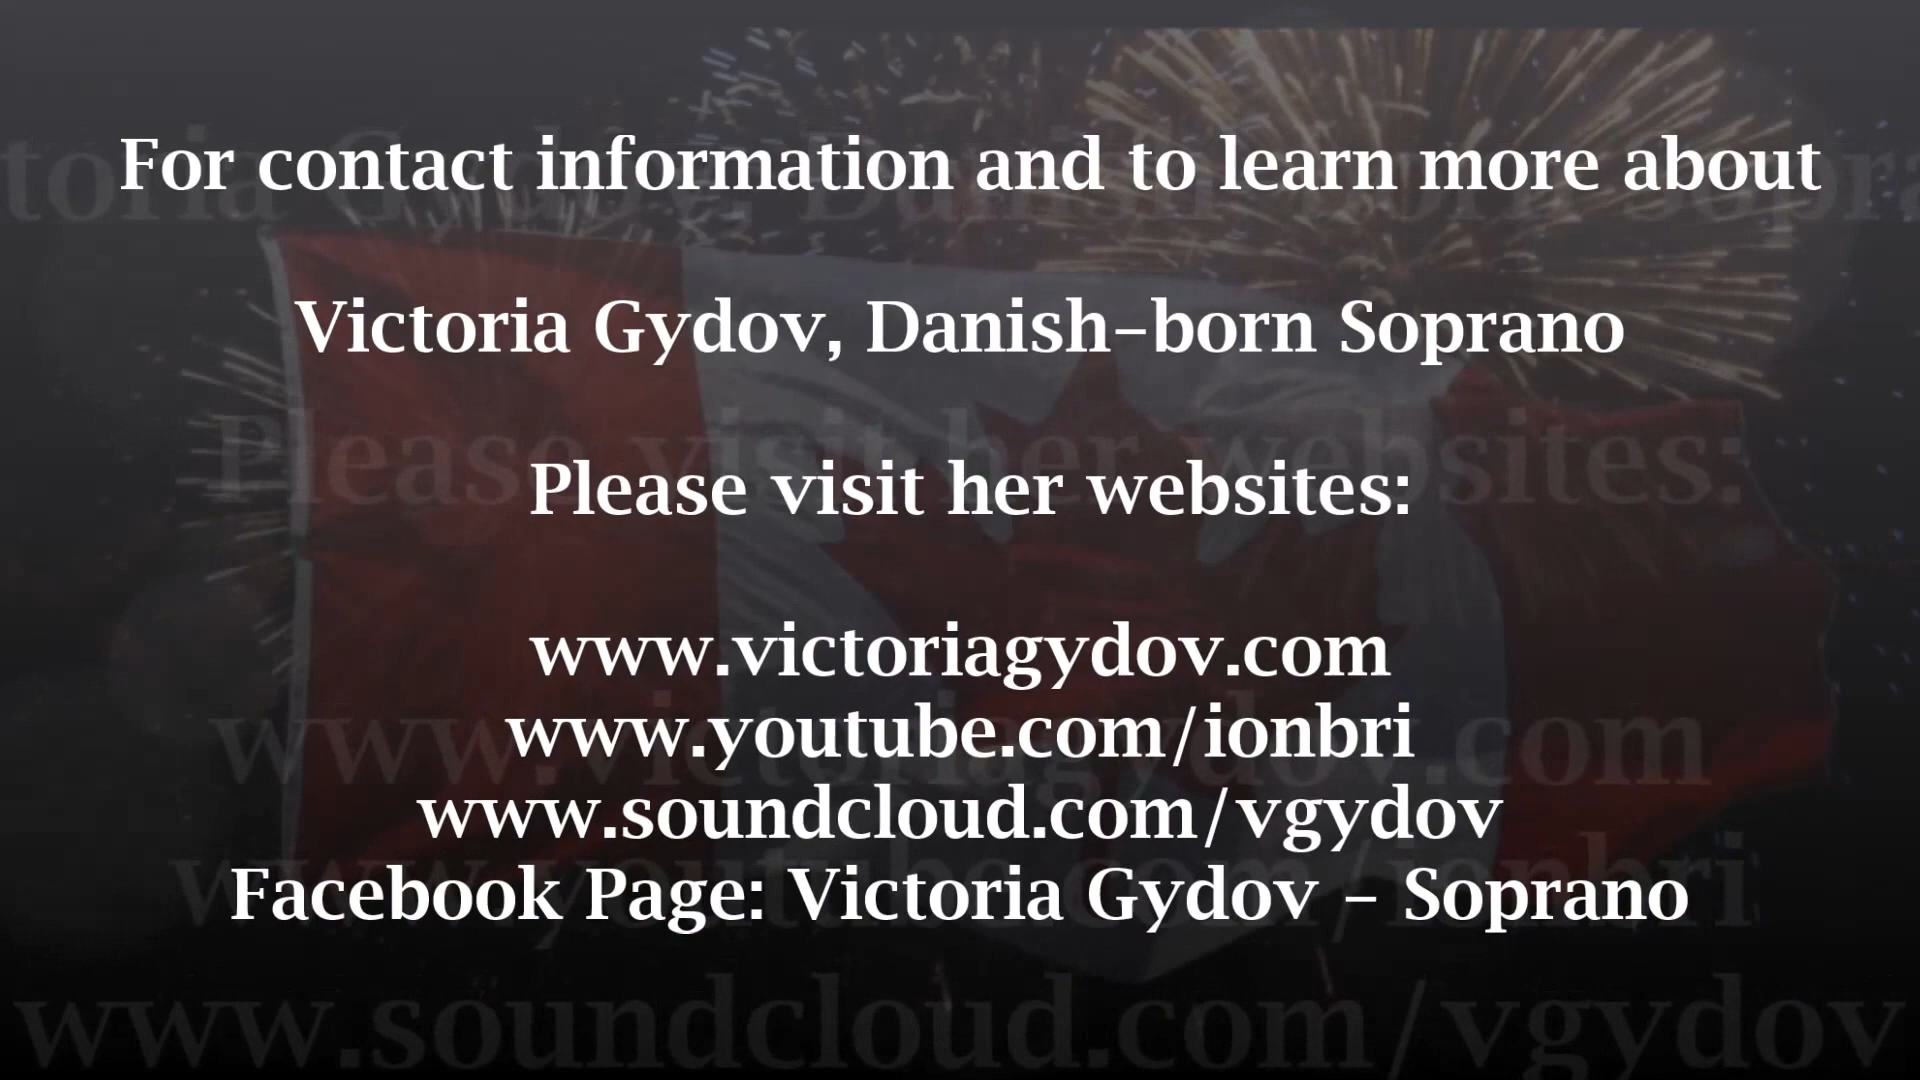 For contact information and to learn more about
Victoria Gydov, Danish-born Soprano
Please visit her websites:
www.victoriagydov.com
www.youtube.com/ionbri
www.soundcloud.com/vgydov
Facebook Page: Victoria Gydov - Soprano